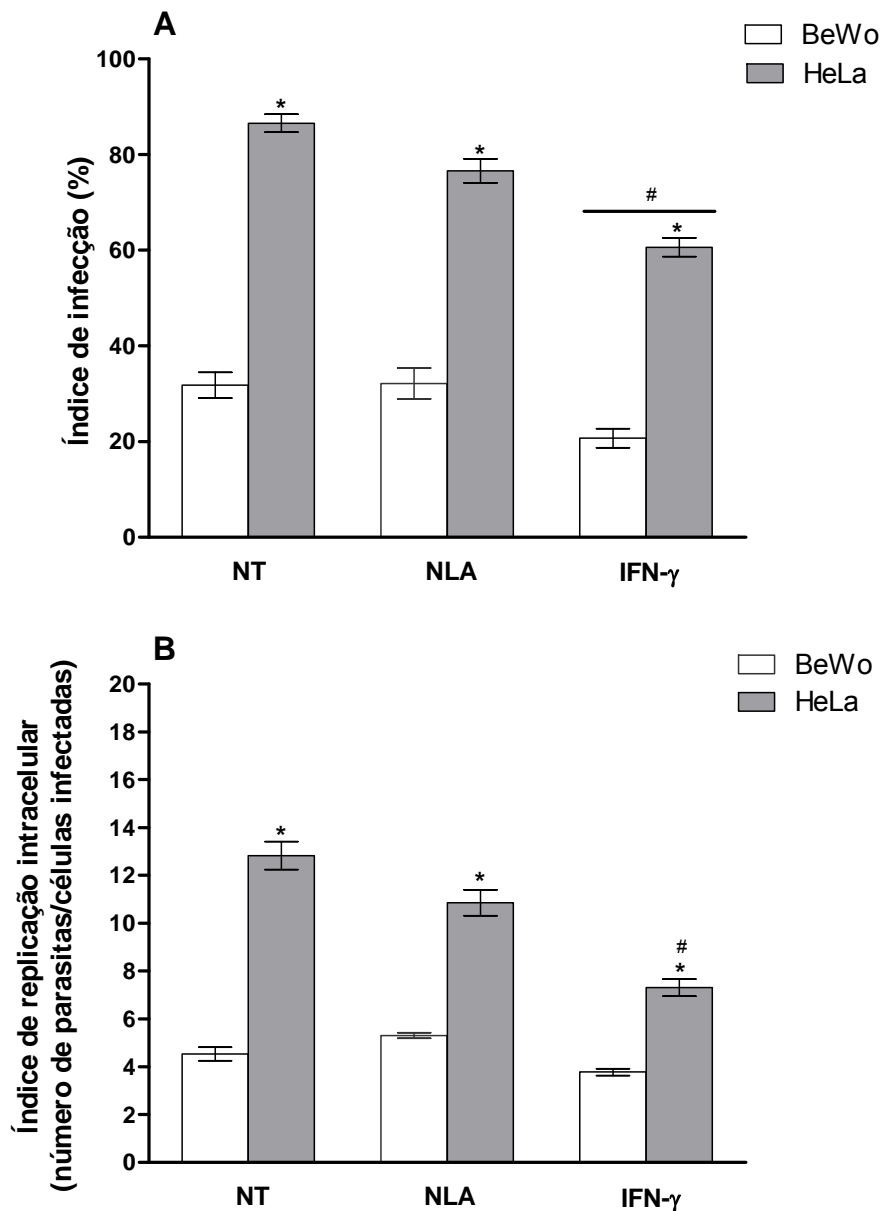 A
BeWo
HeLa
Índice de infecção (%)
100
80
60
40
20
0
*
*
#
*
NT NLA IFN-γ
B
BeWo
HeLa
Índice de replicação intracelular
(número de parasitas/células infectadas)
20
18
16
14
12
10
8
6
4
2
0
*
*
#
*
NT NLA IFN-γ